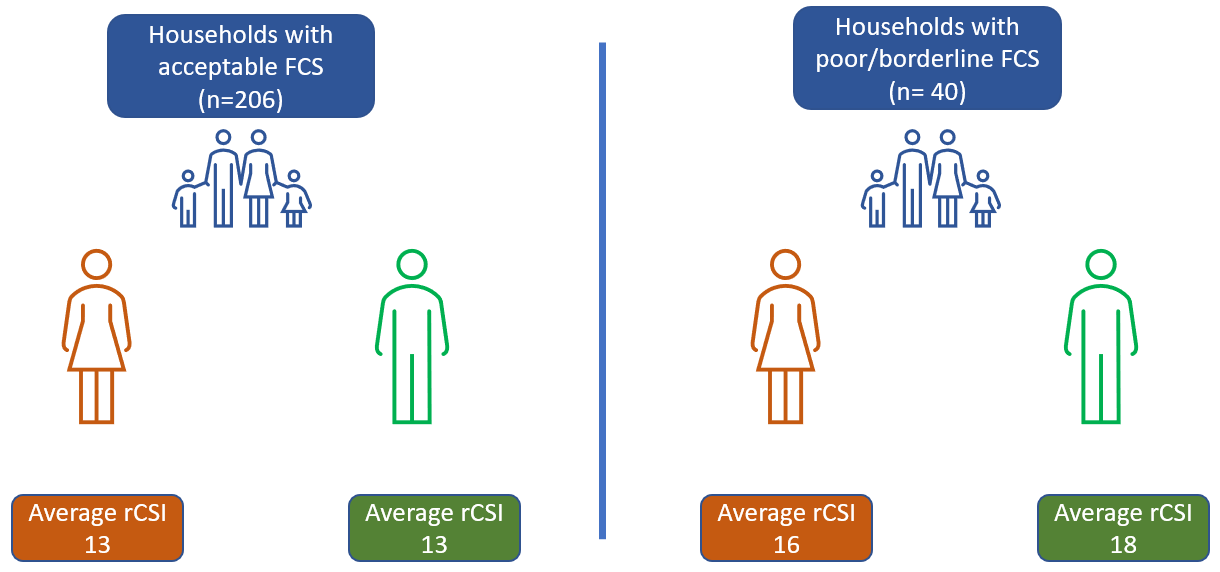 Households with
acceptable FCS
(n=206)
Households with
poor/borderline FCS
(n= 40)
Average rCSI
13
Average rCSI
13
Average rCSI
16
Average rCSI
18